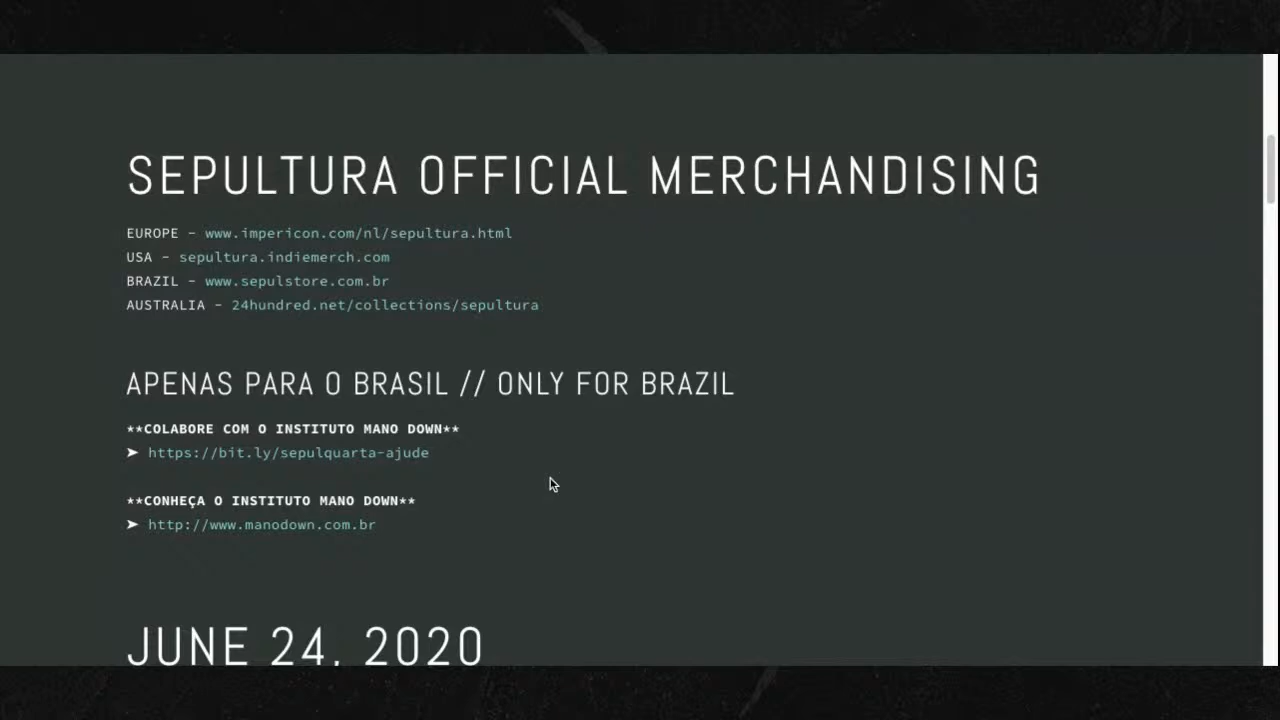 SEPULTURA OFFICIAL MERCHANDISING
EUROPE - www.impericon.com/nl/sepultura.html
USA - sepultura.indiemerch.com
BRAZIL - www.sepulstore.com.br
AUSTRALIA - 24hundred.net/collections/sepultura
APENAS PARA O BRASIL // ONLY FOR BRAZIL
**COLABORE COM O INSTITUTO MANO DOWN**
➤ https://bit.ly/sepulquarta-ajude
**CONHEÇA O INSTITUTO MANO DOWN**
➤ http://www.manodown.com.br
JUNE 24, 2020